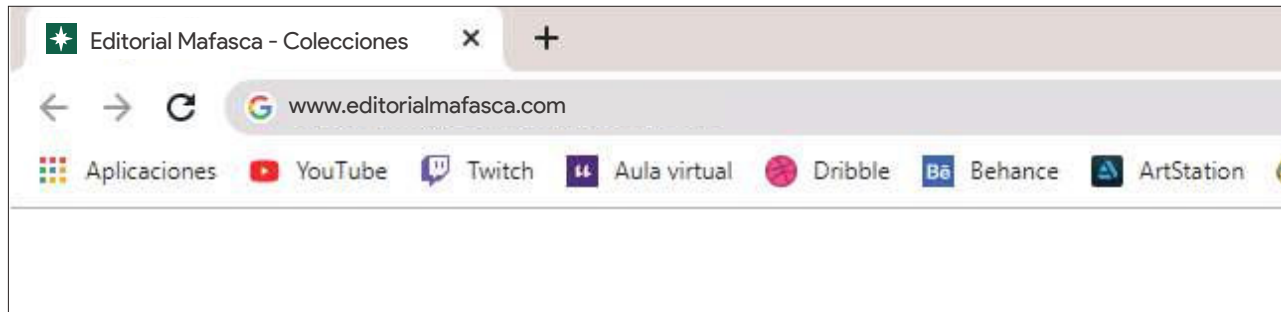 Editorial Mafasca - Colecciones
www.editorialmafasca.com
Aplicaciones YouTube Twitch Aula virtual Dribble Behance ArtStation